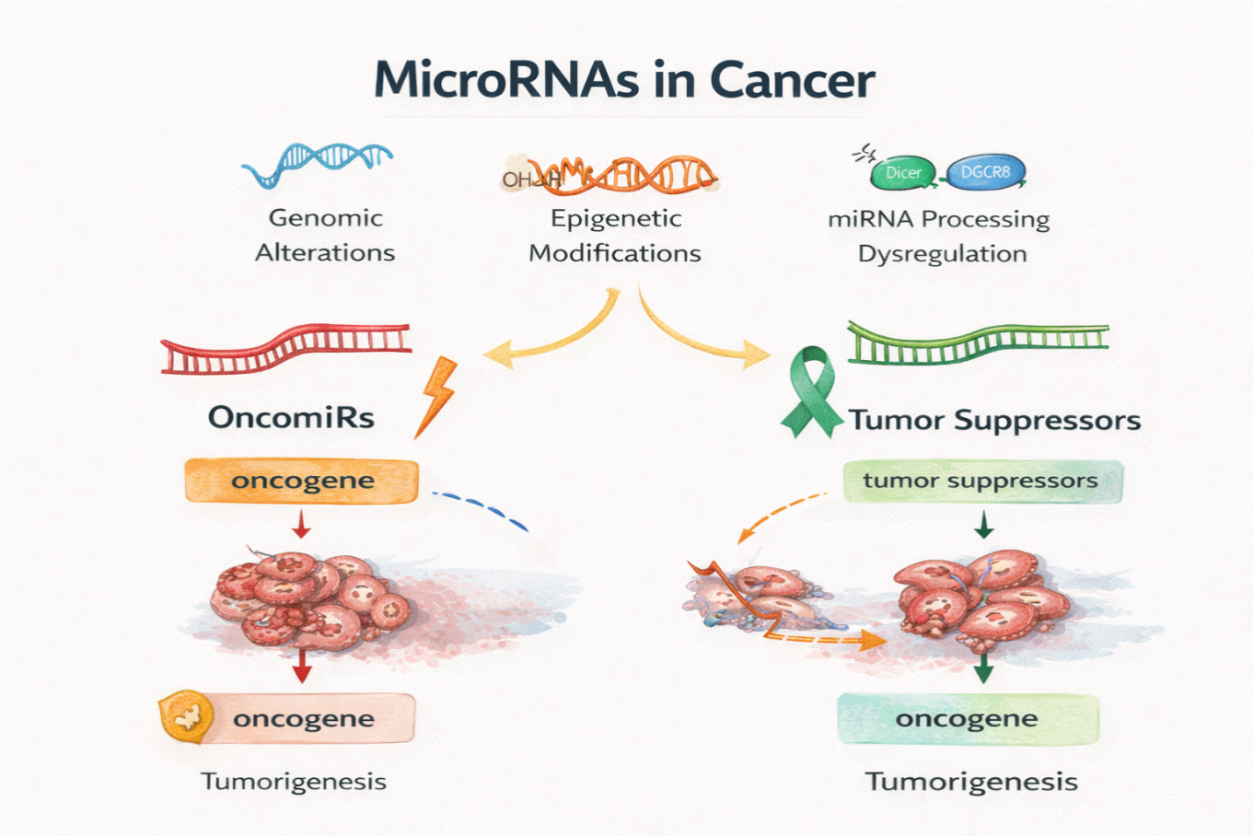 MicroRNAs in Cancer
Dicer DGCR8
Genomic
Alterations
Epigenetic
Modifications
miRNA Processing
Dysregulation
OncomiRs
Tumor Suppressors
oncogene
tumor suppressors
oncogene
oncogene
Tumorigenesis
Tumorigenesis